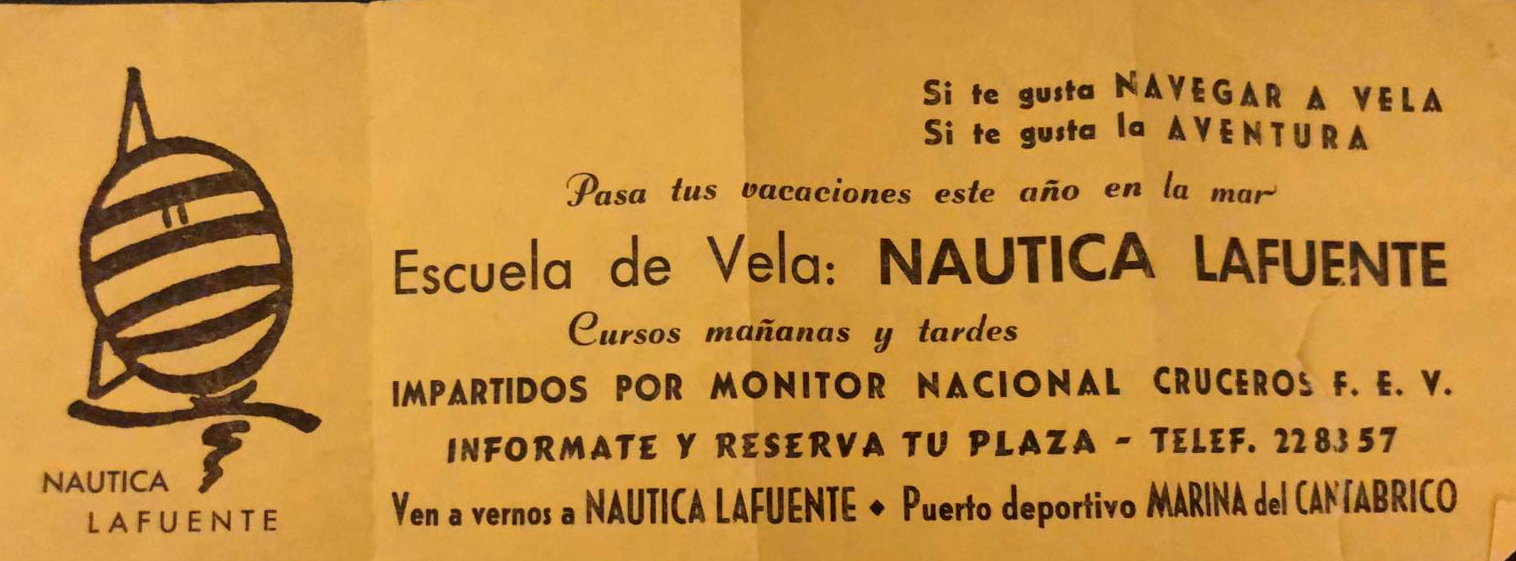 Si te gusta NAVEGAR A VELA
Si te gusta la AVENTURA
Pasa tus vacaciones este año en la mar
Escuela de Vela: NAUTICA LAFUENTE
Cursos mañanas y tardes
IMPARTIDOS POR MONITOR NACIONAL CRUCEROS F. E. V.
INFORMATE Y RESERVA TU PLAZA - TELEF. 228357
Ven a vernos a NAUTICA LAFUENTE ♦ Puerto deportivo MARINA del CANTABRICO
NAUTICA
LAFUENTE